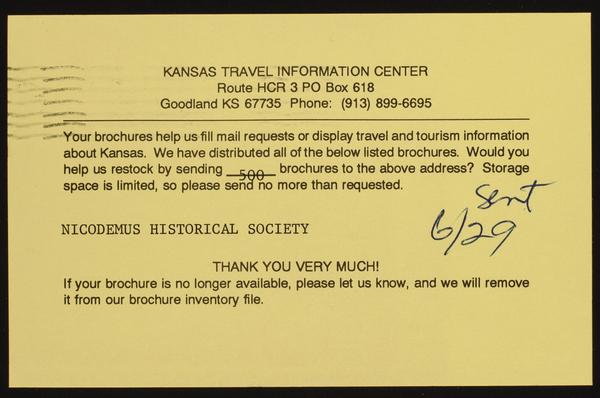 KANSAS TRAVEL INFORMATION CENTER
Route HCR 3 PO Box 618
Goodland KS 67735 Phone: (913) 899-6695
Your brochures help us fill mail requests or display travel and tourism information
about Kansas. We have distributed all of the below listed brochures. Would you
help us restock by sending 500 brochures to the above address? Storage
space is limited, so please send no more than requested.
Sent
6/29
NICODEMUS HISTORICAL SOCIETY
THANK YOU VERY MUCH!
If your brochure is no longer available, please let us know, and we will remove
it from our brochure inventory file.